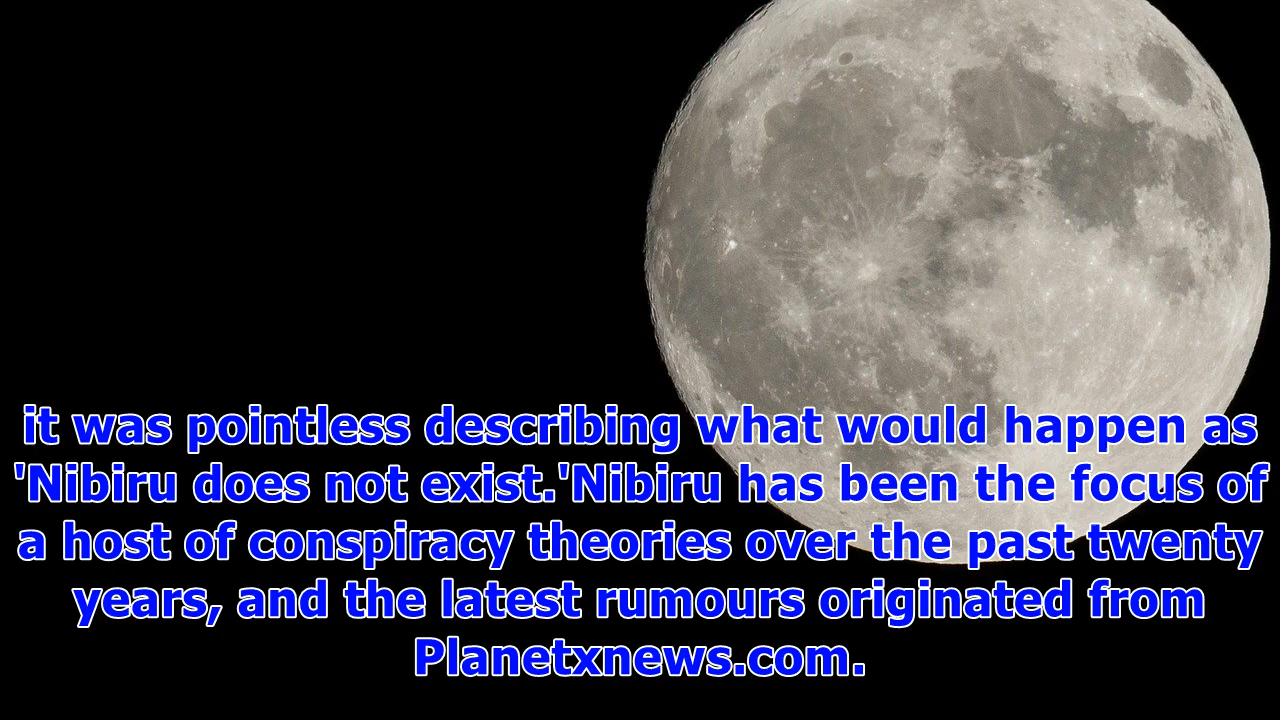 it was pointless describing what would happen as
'Nibiru does not exist.'Nibiru has been the focus of
a host of conspiracy theories over the past twenty
years, and the latest rumours originated from
Planetxnews.com.